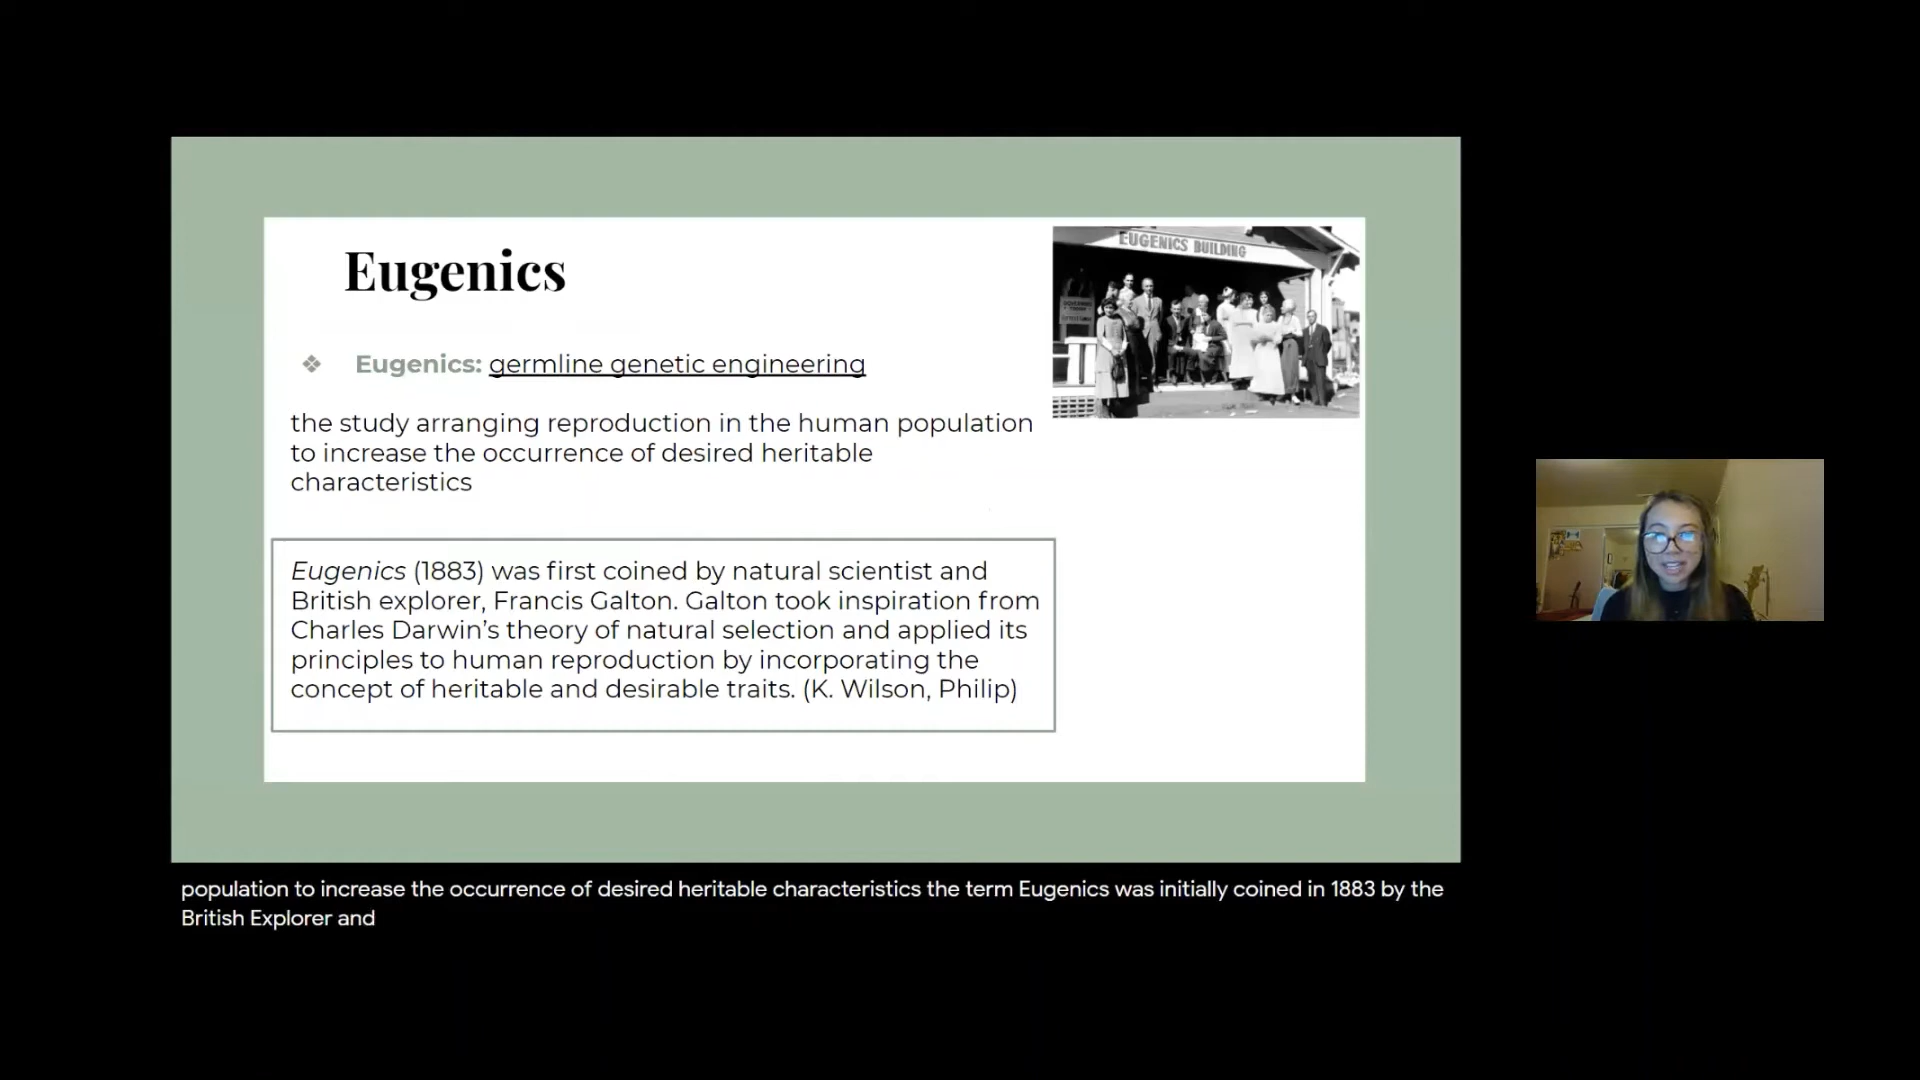 Eugenics
EUGENICS BUILDING
❖ Eugenics: germline genetic engineering
the study arranging reproduction in the human population
to increase the occurrence of desired heritable
characteristics
Eugenics (1883) was first coined by natural scientist and
British explorer, Francis Galton. Galton took inspiration from
Charles Darwin’s theory of natural selection and applied its
principles to human reproduction by incorporating the
concept of heritable and desirable traits. (K. Wilson, Philip)
population to increase the occurrence of desired heritable characteristics the term Eugenics was initially coined in 1883 by the
British Explorer and